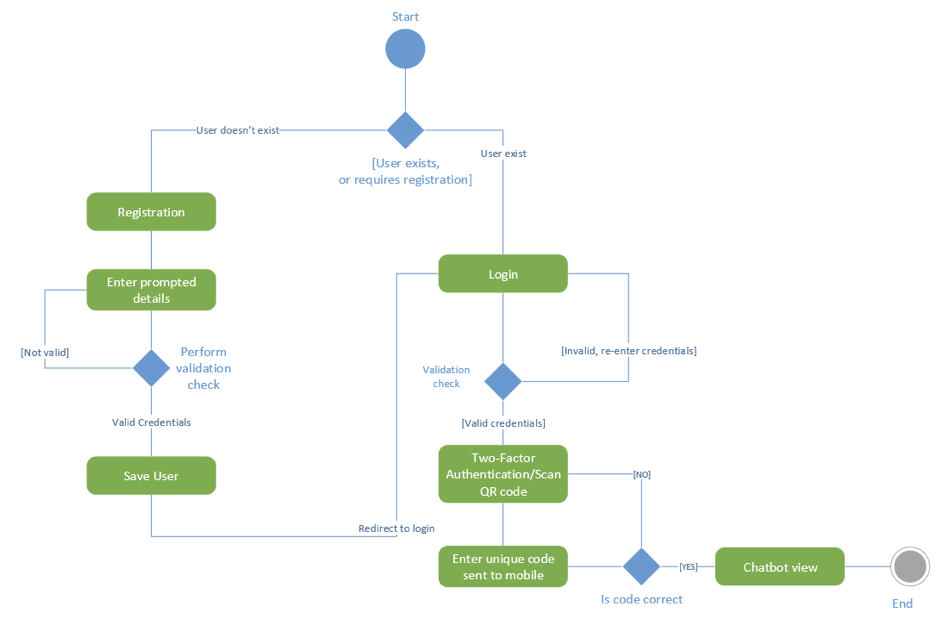 Start
User doesn't exist
User exist
[User exists,
or requires registration]
Registration
Enter prompted
details
[Not valid]
Perform
validation
check
Valid Credentials
Save User
Redirect to login
Login
[Invalid, re-enter credentials]
Validation
check
[Valid credentials]
Two-Factor
Authentication/Scan
QR code
[NO]
Enter unique code
sent to mobile
Is code correct
[YES]
Chatbot view
End